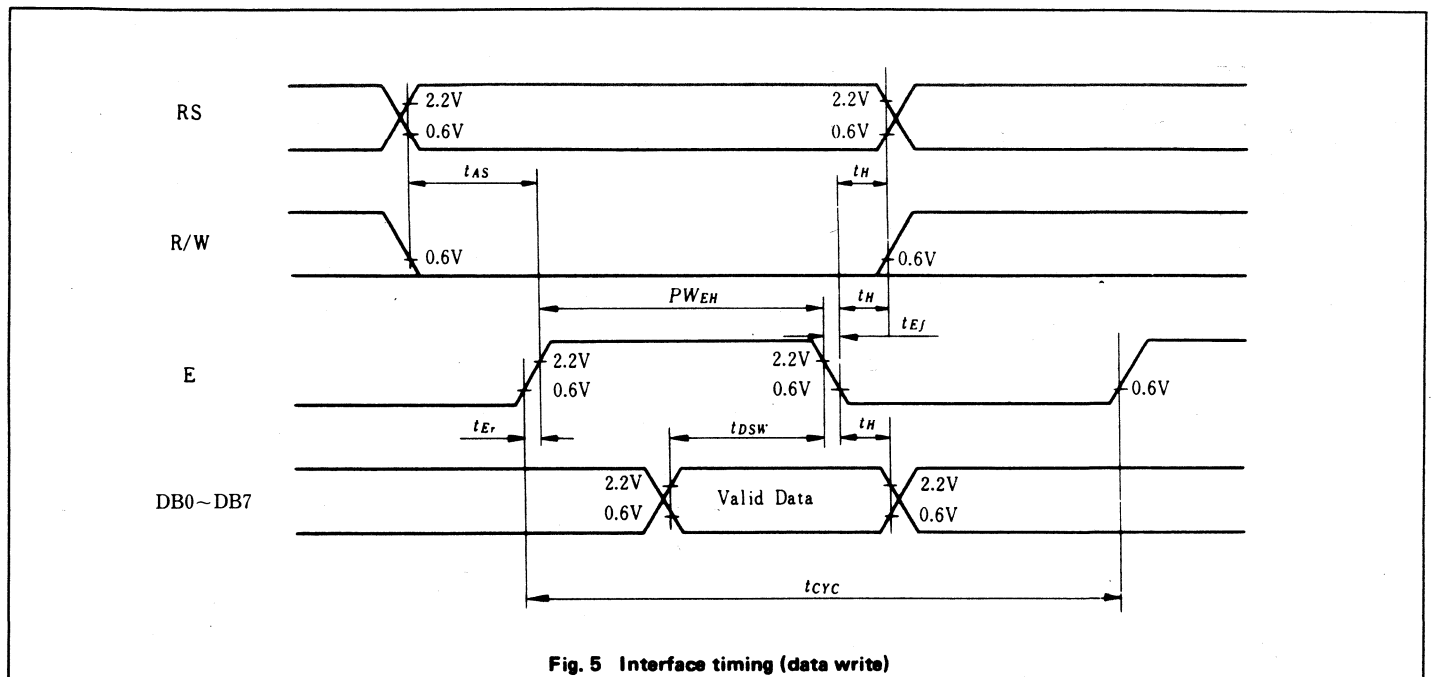 RS
2.2V
2.2V
0.6V
0.6V
tAS
tH
R/W
0.6V
0.6V
PWEH
tH
tEf
E
2.2V
2.2V
0.6V
0.6V
0.6V
tEr
tDSW
tH
DB0~DB7
2.2V
Valid Data
2.2V
0.6V
0.6V
tCYC
Fig. 5 Interface timing (data write)